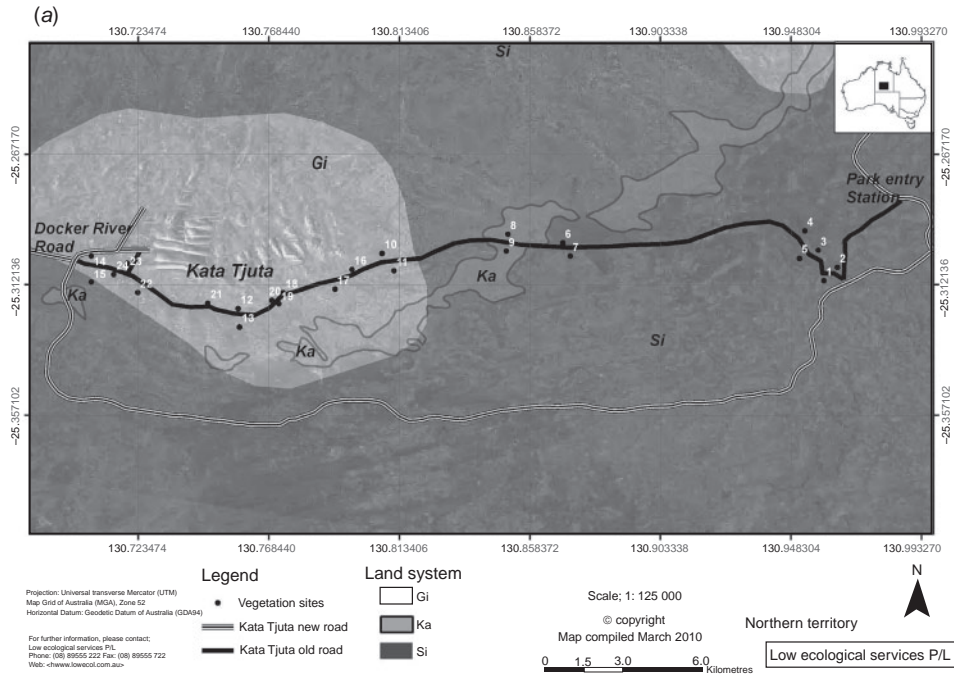 (a)
130.723474 130.768440 130.813406 130.858372 130.903338 130.948304 130.993270
Si
–25.267170
–25.267170
Gi
Park entry
Station
Docker River
Road
4
8
6
3
2
14
10
9
7
5
23
24
Kata Tjuta
16
11
1
–25.312136
–25.312136
15
17
Ka
Ka
22
18
20
19
21
12
13
Si
Ka
–25.357102
–25.357102
130.723474 130.768440 130.813406 130.858372 130.903338 130.948304 130.993270
Projection: Universal transverse Mercator (UTM)
Map Grid of Australia (MGA), Zone 52
Horizontal Datum: Geodetic Datum of Australia (GDA94)
For further information, please contact;
Low ecological services P/L
Phone: (08) 89555 222 Fax: (08) 89555 722
Web: <hwww.lowecol.com.au>
Legend
Vegetation sites
Kata Tjuta new road
Kata Tjuta old road
Land system
Gi
Ka
Si
Scale; 1: 125 000
© copyright
Map compiled March 2010
0 1.5 3.0 6.0
Kilometres
N
Northern territory
Low ecological services P/L